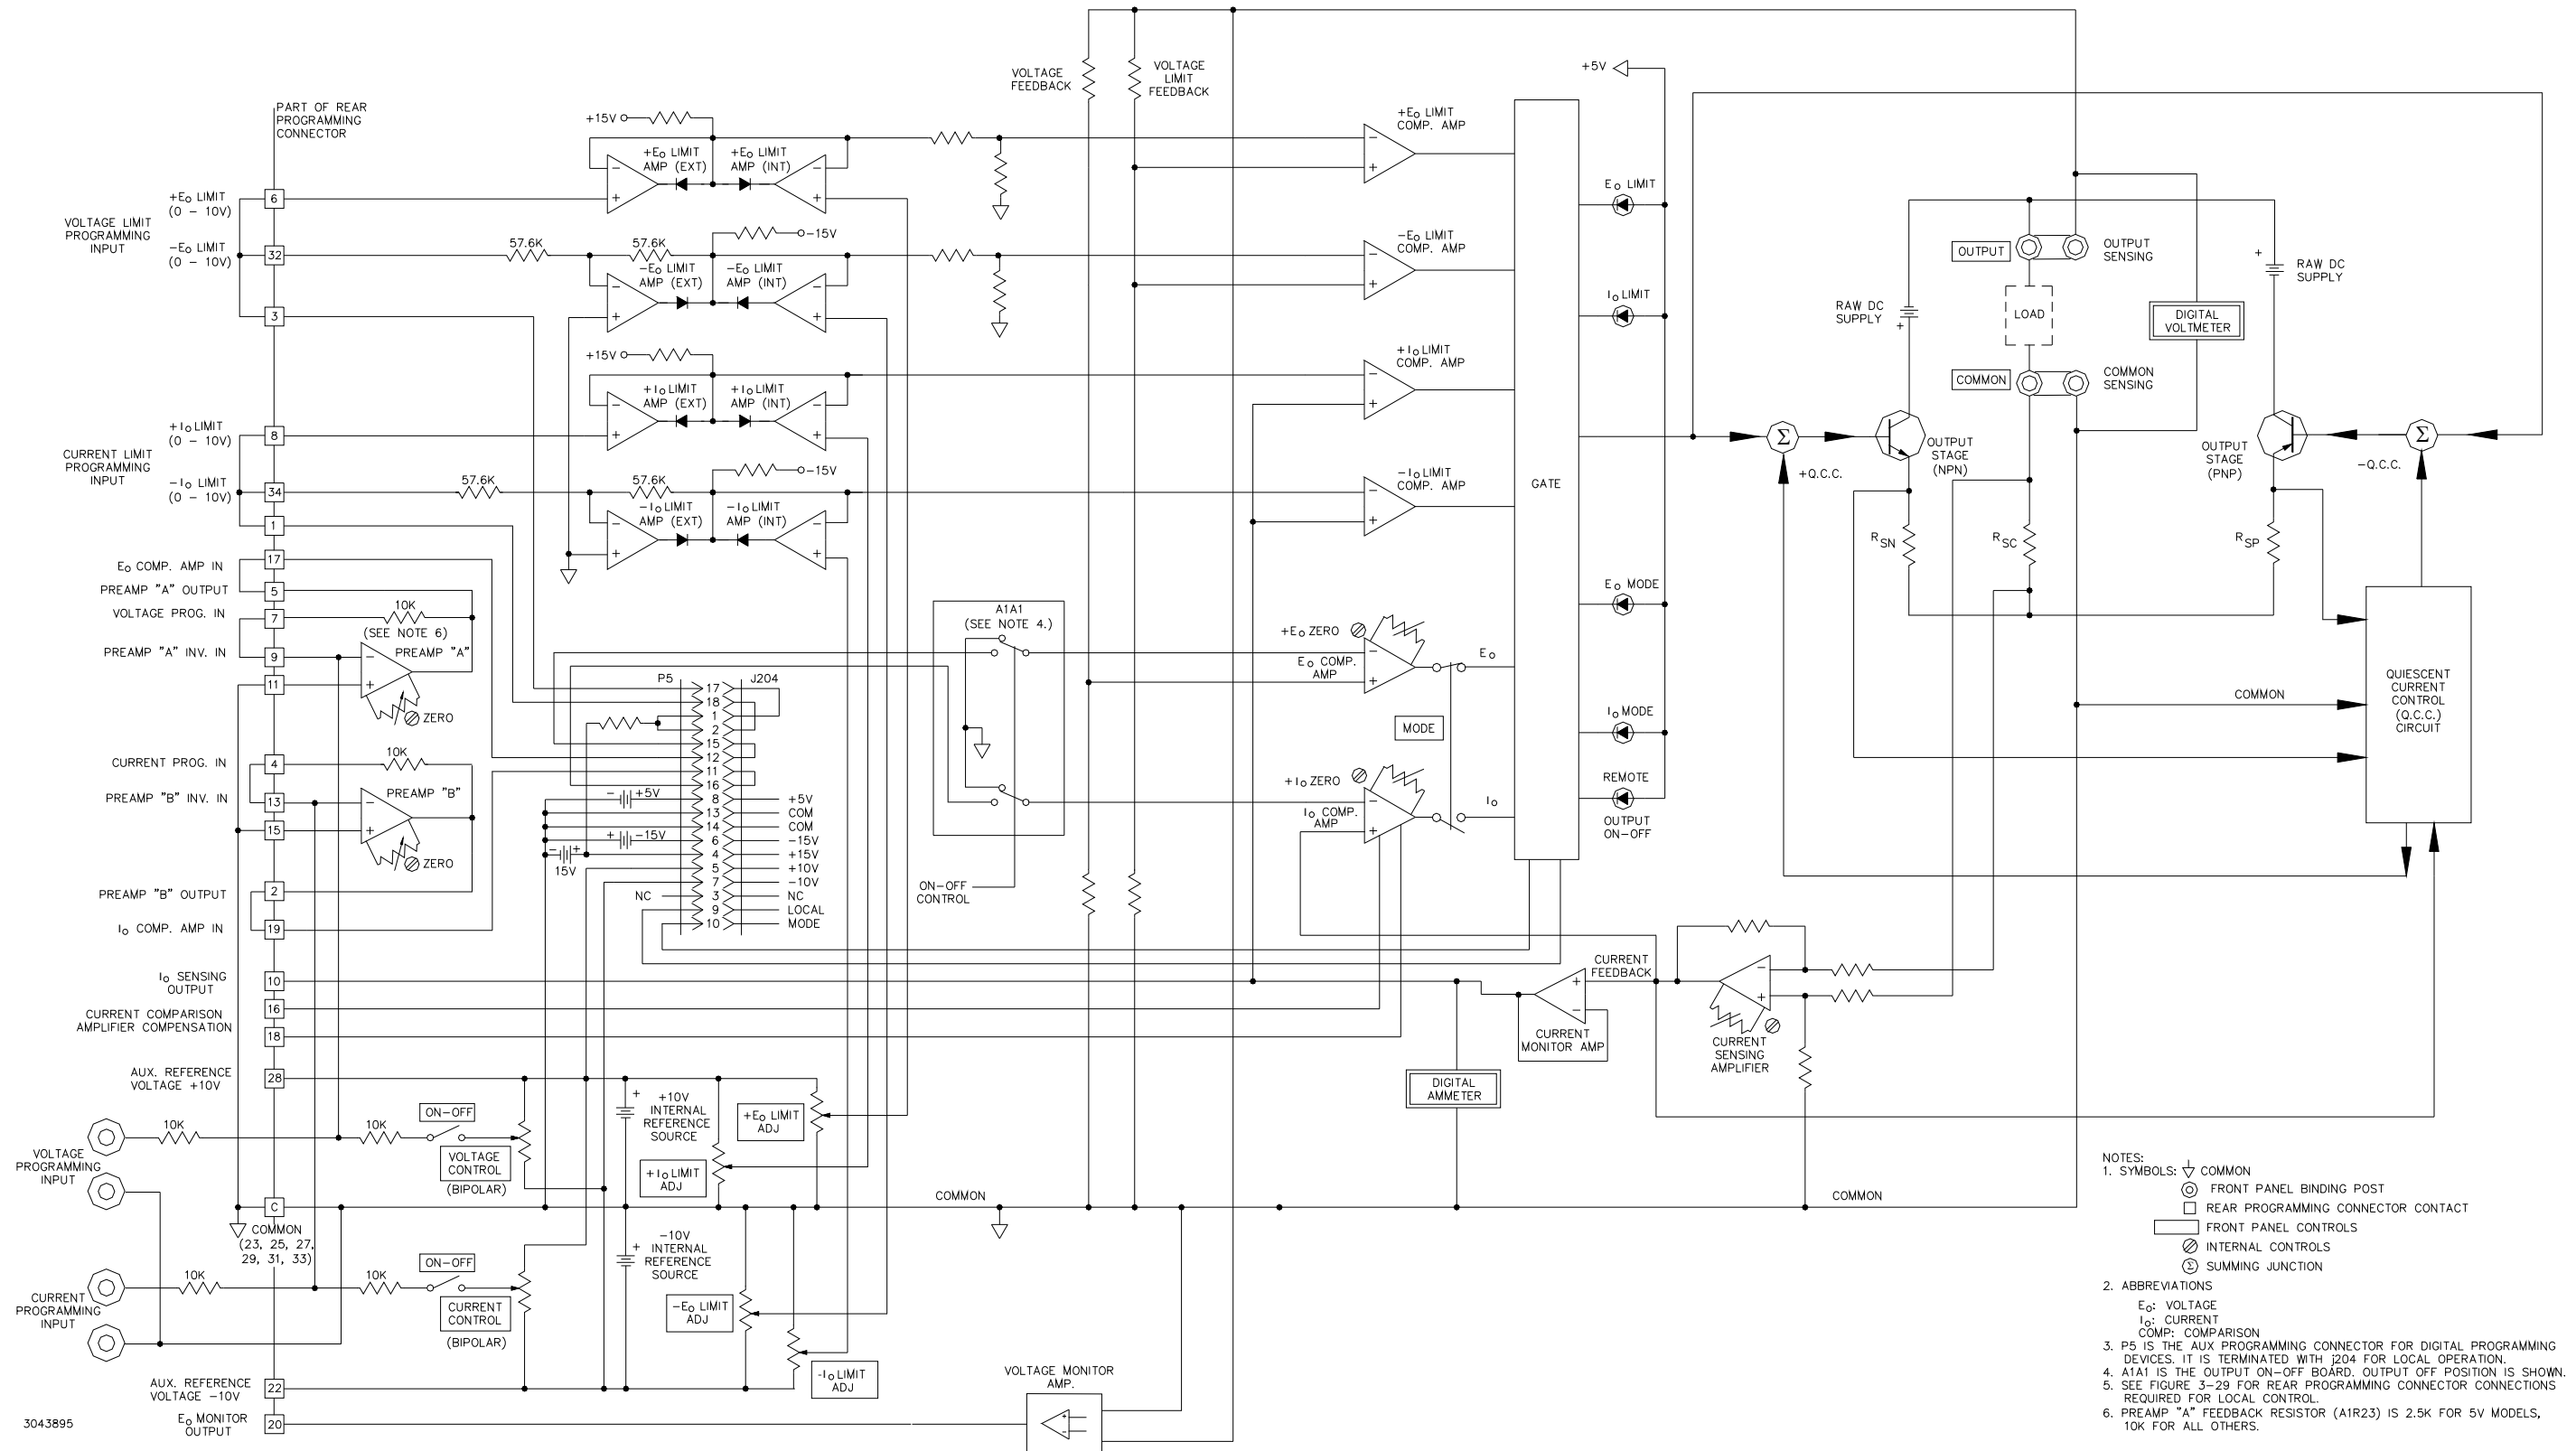 PART OF REAR
PROGRAMMING
CONNECTOR
VOLTAGE LIMIT
PROGRAMMING
INPUT
+Eo LIMIT
(0 – 10V)
6
–Eo LIMIT
(0 – 10V)
32
3
CURRENT LIMIT
PROGRAMMING
INPUT
+Io LIMIT
(0 – 10V)
8
–Io LIMIT
(0 – 10V)
34
1
Eo COMP. AMP IN
17
PREAMP "A" OUTPUT
5
VOLTAGE PROG. IN
7
PREAMP "A" INV. IN
9
11
CURRENT PROG. IN
4
PREAMP "B" INV. IN
13
15
PREAMP "B" OUTPUT
2
Io COMP. AMP IN
19
Io SENSING
OUTPUT
10
CURRENT COMPARISON
AMPLIFIER COMPENSATION
16
18
AUX. REFERENCE
VOLTAGE +10V
28
VOLTAGE
PROGRAMMING
INPUT
C
COMMON
(23, 25, 27,
29, 31, 33)
CURRENT
PROGRAMMING
INPUT
AUX. REFERENCE
VOLTAGE –10V
22
Eo MONITOR
OUTPUT
20
3043895
10K
(SEE NOTE 6)
–
+
PREAMP "A"
ZERO
10K
–
+
PREAMP "B"
ZERO
10K
10K
ON–OFF
VOLTAGE
CONTROL
(BIPOLAR)
10K
10K
ON–OFF
CURRENT
CONTROL
(BIPOLAR)
+15V
+Eo LIMIT
AMP (EXT)
+Eo LIMIT
AMP (INT)
–
+
–
+
57.6K
57.6K
–15V
–Eo LIMIT
AMP (EXT)
–Eo LIMIT
AMP (INT)
–
+
–
+
+15V
+Io LIMIT
AMP (EXT)
+Io LIMIT
AMP (INT)
–
+
–
+
57.6K
57.6K
–15V
–Io LIMIT
AMP (EXT)
–Io LIMIT
AMP (INT)
–
+
–
+
P5
J204
17
18
1
2
15
12
11
16
– +5V
8
+5V
13
COM
14
COM
+ –15V
6
–15V
– +
15V
4
+15V
5
+10V
7
–10V
NC
3
NC
9
LOCAL
10
MODE
+
+10V
INTERNAL
REFERENCE
SOURCE
+Eo LIMIT
ADJ
+Io LIMIT
ADJ
+
–10V
INTERNAL
REFERENCE
SOURCE
–Eo LIMIT
ADJ
-Io LIMIT
ADJ
COMMON
VOLTAGE
FEEDBACK
VOLTAGE
LIMIT
FEEDBACK
A1A1
(SEE NOTE 4.)
ON–OFF
CONTROL
+Eo LIMIT
COMP. AMP
–
+
–Eo LIMIT
COMP. AMP
–
+
+Io LIMIT
COMP. AMP
–
+
–Io LIMIT
COMP. AMP
–
+
+Eo ZERO
Eo COMP.
AMP
–
+
Eo
MODE
+Io ZERO
Io COMP.
AMP
–
+
Io
GATE
+5V
Eo LIMIT
Io LIMIT
Eo MODE
Io MODE
REMOTE
OUTPUT
ON–OFF
CURRENT
FEEDBACK
+
–
CURRENT
MONITOR AMP
–
+
CURRENT
SENSING
AMPLIFIER
DIGITAL
AMMETER
COMMON
VOLTAGE MONITOR
AMP.
+
-
Σ
+Q.C.C.
RAW DC
SUPPLY
+
OUTPUT
STAGE
(NPN)
RSN
OUTPUT
OUTPUT
SENSING
LOAD
COMMON
COMMON
SENSING
RSC
DIGITAL
VOLTMETER
+
RAW DC
SUPPLY
OUTPUT
STAGE
(PNP)
RSP
Σ
–Q.C.C.
COMMON
QUIESCENT
CURRENT
CONTROL
(Q.C.C.)
CIRCUIT
NOTES:
1. SYMBOLS: COMMON
FRONT PANEL BINDING POST
REAR PROGRAMMING CONNECTOR CONTACT
FRONT PANEL CONTROLS
INTERNAL CONTROLS
Σ SUMMING JUNCTION
2. ABBREVIATIONS
Eo: VOLTAGE
Io: CURRENT
COMP: COMPARISON
3. P5 IS THE AUX PROGRAMMING CONNECTOR FOR DIGITAL PROGRAMMING
DEVICES. IT IS TERMINATED WITH j204 FOR LOCAL OPERATION.
4. A1A1 IS THE OUTPUT ON–OFF BOARD. OUTPUT OFF POSITION IS SHOWN.
5. SEE FIGURE 3–29 FOR REAR PROGRAMMING CONNECTOR CONNECTIONS
REQUIRED FOR LOCAL CONTROL.
6. PREAMP "A" FEEDBACK RESISTOR (A1R23) IS 2.5K FOR 5V MODELS,
10K FOR ALL OTHERS.